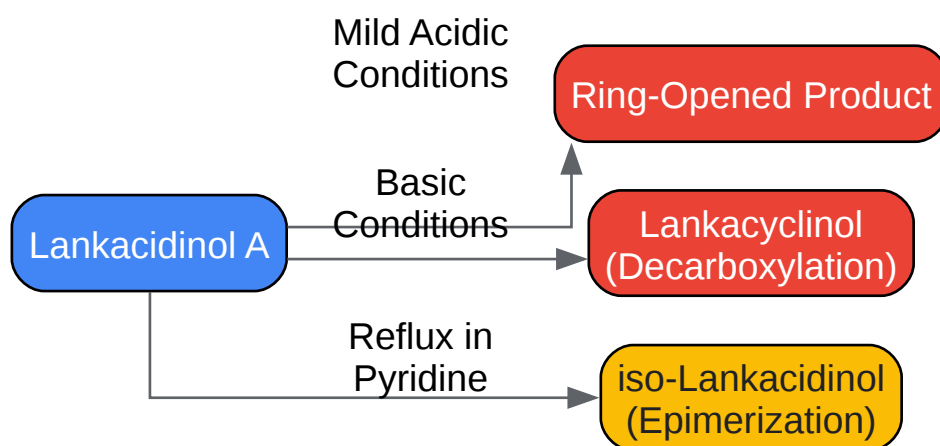 Mild Acidic
Conditions
Ring-Opened Product
Basic
Conditions
Lankacidinol A
Lankacyclinol
(Decarboxylation)
Reflux in
Pyridine
iso-Lankacidinol
(Epimerization)